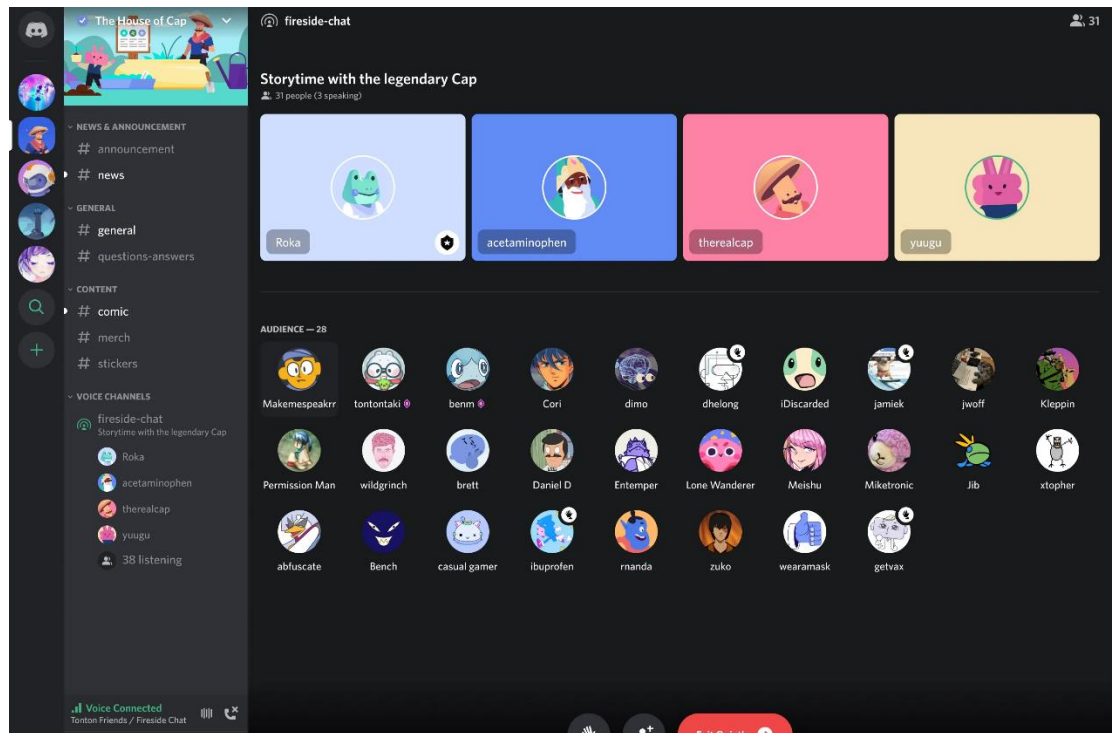 The House of Cap
NEWS & ANNOUNCEMENT
# announcement
# news
GENERAL
# general
# questions-answers
CONTENT
# comic
# merch
# stickers
VOICE CHANNELS
fireside-chat
Storytime with the legendary Cap
Roka
acetaminophen
therealcap
yuugu
38 listening
Voice Connected
Tonton Friends / Fireside Chat
fireside-chat
31
Storytime with the legendary Cap
31 people (3 speaking)
Roka
acetaminophen
therealcap
yuugu
AUDIENCE — 28
Makemespeakrr tontontaki benm Cori dimo dhelong iDiscarded jamiek jwoff Kleppin
Permission Man wildgrinch brett Daniel D Entemper Lone Wanderer Meishu Miketronic Jib xtopher
abfuscate Bench casual gamer ibuprofen rnanda zuko wearamask getvax